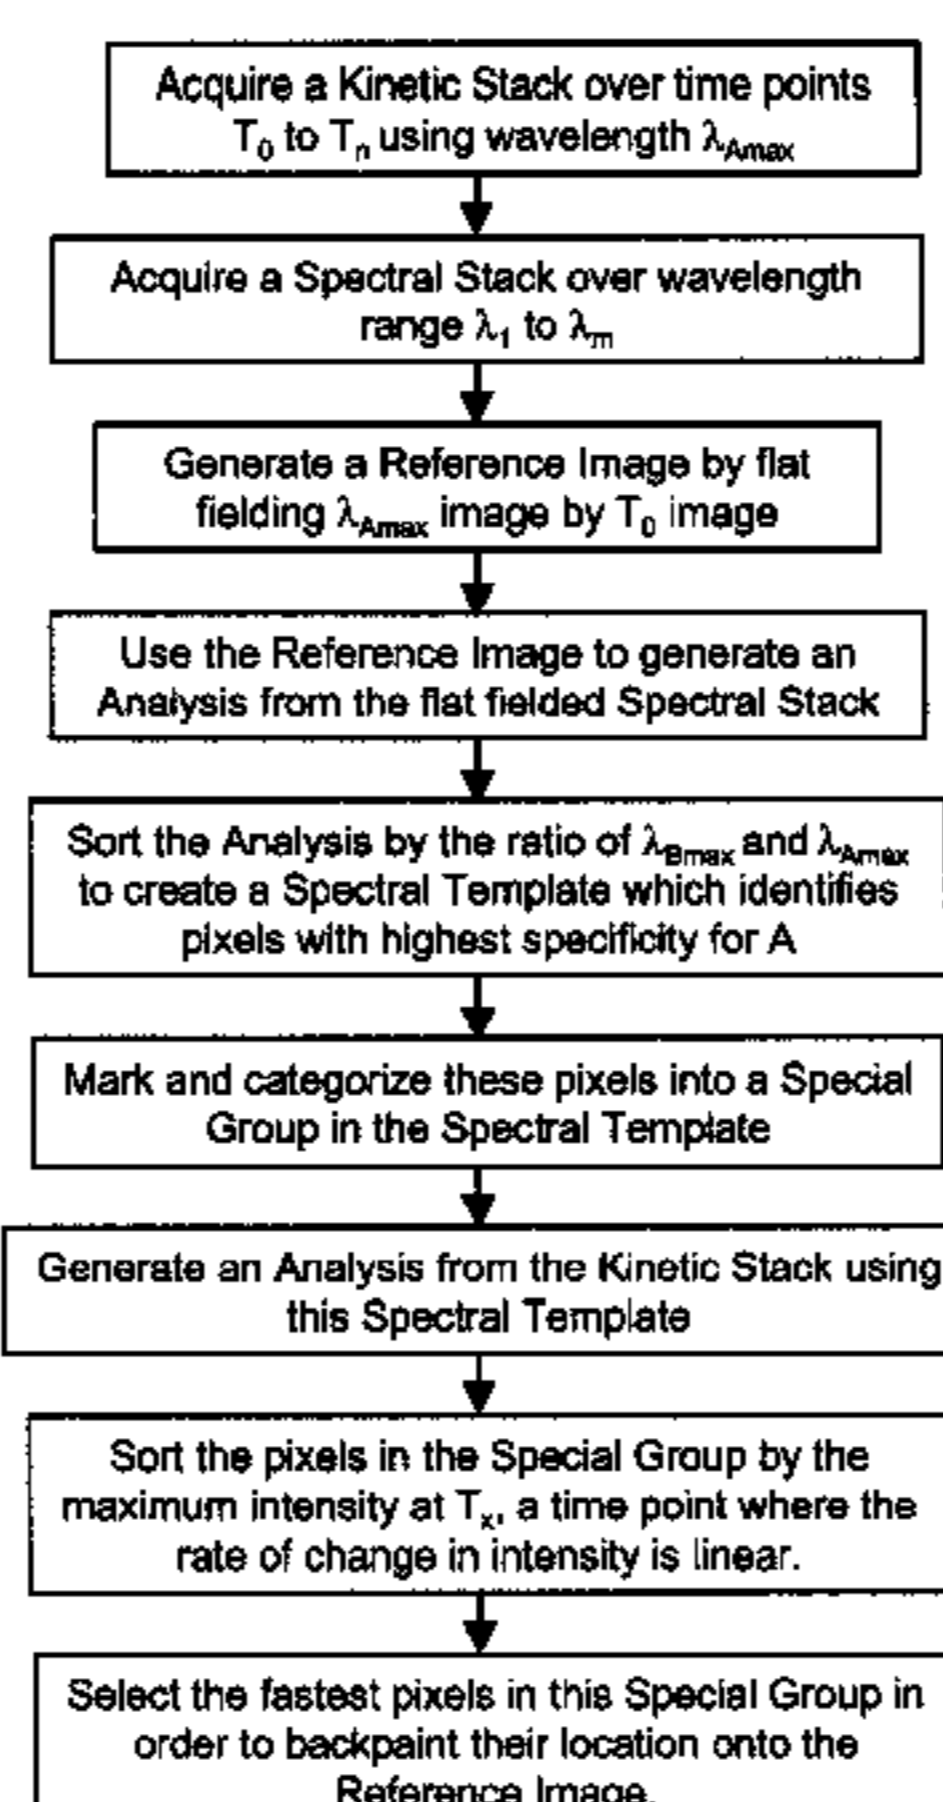 Acquire a Kinetic Stack over time points
T₀ to Tₙ using wavelength λAmax
Acquire a Spectral Stack over wavelength
range λ₁ to λₘ
Generate a Reference Image by flat
fielding λAmax image by T₀ image
Use the Reference Image to generate an
Analysis from the flat fielded Spectral Stack
Sort the Analysis by the ratio of λBmax and λAmax
to create a Spectral Template which identifies
pixels with highest specificity for A
Mark and categorize these pixels into a Special
Group in the Spectral Template
Generate an Analysis from the Kinetic Stack using
this Spectral Template
Sort the pixels in the Special Group by the
maximum intensity at Tₓ, a time point where the
rate of change in intensity is linear.
Select the fastest pixels in this Special Group in
order to backpaint their location onto the
Reference Image.